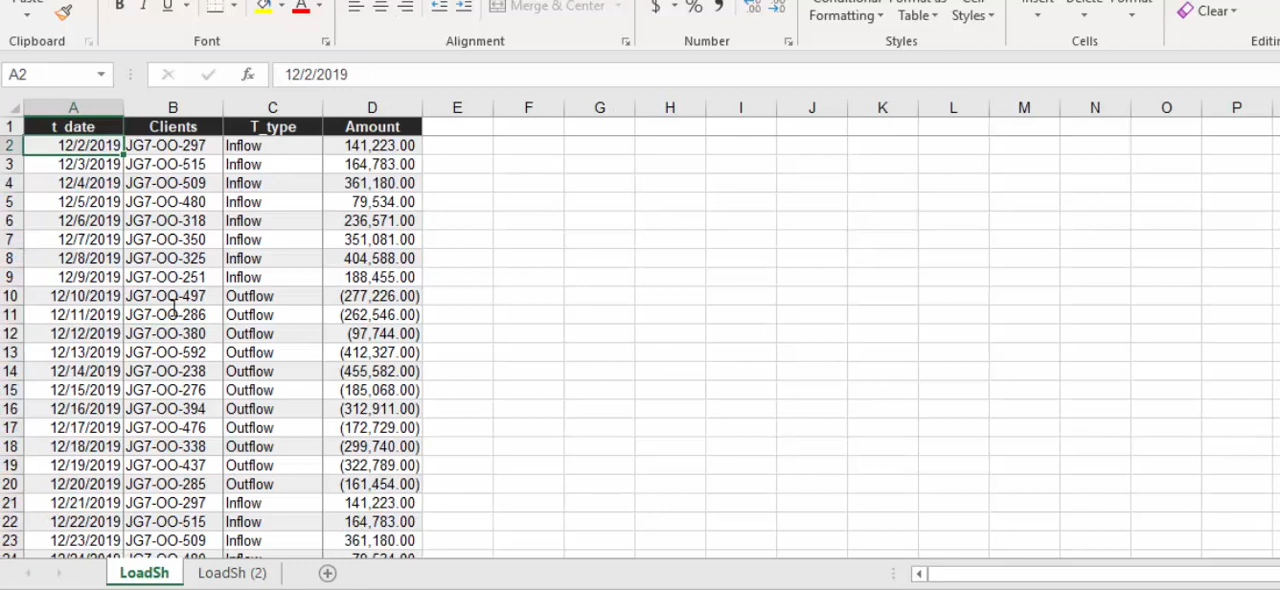 B I U A $ % , Merge & Center Conditional Format as Cell Insert Delete Format
Formatting Table Styles Clear
Clipboard Font Alignment Number Styles Cells Editin
A2 fx 12/2/2019
A B C D E F G H I J K L M N O P
1 t_date Clients T_type Amount
2 12/2/2019 JG7-OO-297 Inflow 141,223.00
3 12/3/2019 JG7-OO-515 Inflow 164,783.00
4 12/4/2019 JG7-OO-509 Inflow 361,180.00
5 12/5/2019 JG7-OO-480 Inflow 79,534.00
6 12/6/2019 JG7-OO-318 Inflow 236,571.00
7 12/7/2019 JG7-OO-350 Inflow 351,081.00
8 12/8/2019 JG7-OO-325 Inflow 404,588.00
9 12/9/2019 JG7-OO-251 Inflow 188,455.00
10 12/10/2019 JG7-OO-497 Outflow (277,226.00)
11 12/11/2019 JG7-OO-286 Outflow (262,546.00)
12 12/12/2019 JG7-OO-380 Outflow (97,744.00)
13 12/13/2019 JG7-OO-592 Outflow (412,327.00)
14 12/14/2019 JG7-OO-238 Outflow (455,582.00)
15 12/15/2019 JG7-OO-276 Outflow (185,068.00)
16 12/16/2019 JG7-OO-394 Outflow (312,911.00)
17 12/17/2019 JG7-OO-476 Outflow (172,729.00)
18 12/18/2019 JG7-OO-338 Outflow (299,740.00)
19 12/19/2019 JG7-OO-437 Outflow (322,789.00)
20 12/20/2019 JG7-OO-285 Outflow (161,454.00)
21 12/21/2019 JG7-OO-297 Inflow 141,223.00
22 12/22/2019 JG7-OO-515 Inflow 164,783.00
23 12/23/2019 JG7-OO-509 Inflow 361,180.00
LoadSh LoadSh (2)